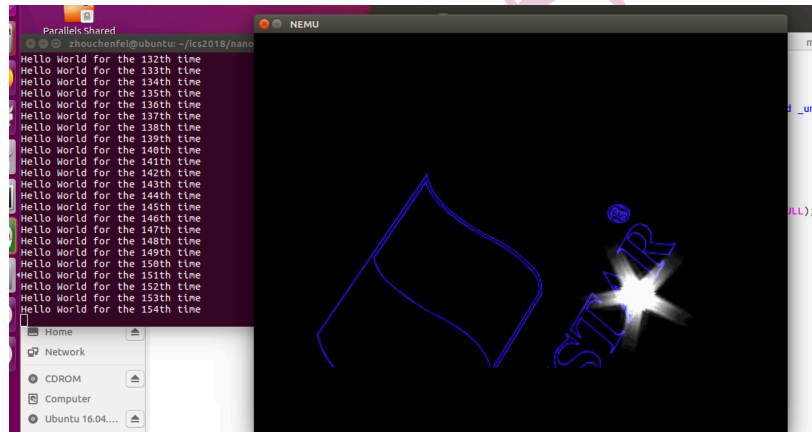 Parallels Shared
zhouchenfei@ubuntu: ~/ics2018/nano
Hello World for the 132th time
Hello World for the 133th time
Hello World for the 134th time
Hello World for the 135th time
Hello World for the 136th time
Hello World for the 137th time
Hello World for the 138th time
Hello World for the 139th time
Hello World for the 140th time
Hello World for the 141th time
Hello World for the 142th time
Hello World for the 143th time
Hello World for the 144th time
Hello World for the 145th time
Hello World for the 146th time
Hello World for the 147th time
Hello World for the 148th time
Hello World for the 149th time
Hello World for the 150th time
Hello World for the 151th time
Hello World for the 152th time
Hello World for the 153th time
Hello World for the 154th time
Home
Network
CDROM
Computer
Ubuntu 16.04....
NEMU
STAR
®
d _ur
ULL);